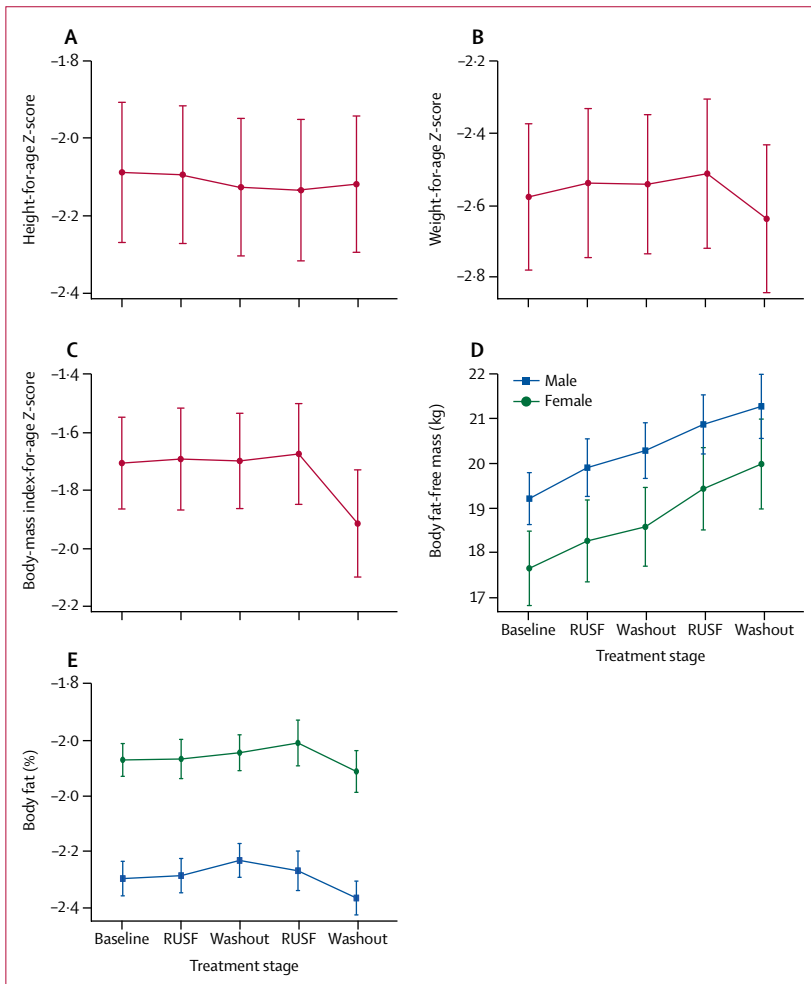 A
−1·8
−2·0
−2·2
−2·4
Height-for-age Z-score
B
−2·2
−2·4
−2·6
−2·8
Weight-for-age Z-score
C
−1·4
−1·6
−1·8
−2·0
−2·2
Body-mass index-for-age Z-score
D
22
21
20
19
18
17
Body fat-free mass (kg)
Male
Female
Baseline RUSF Washout RUSF Washout
Treatment stage
E
−1·8
−2·0
−2·0
−2·2
−2·4
Body fat (%)
Baseline RUSF Washout RUSF Washout
Treatment stage